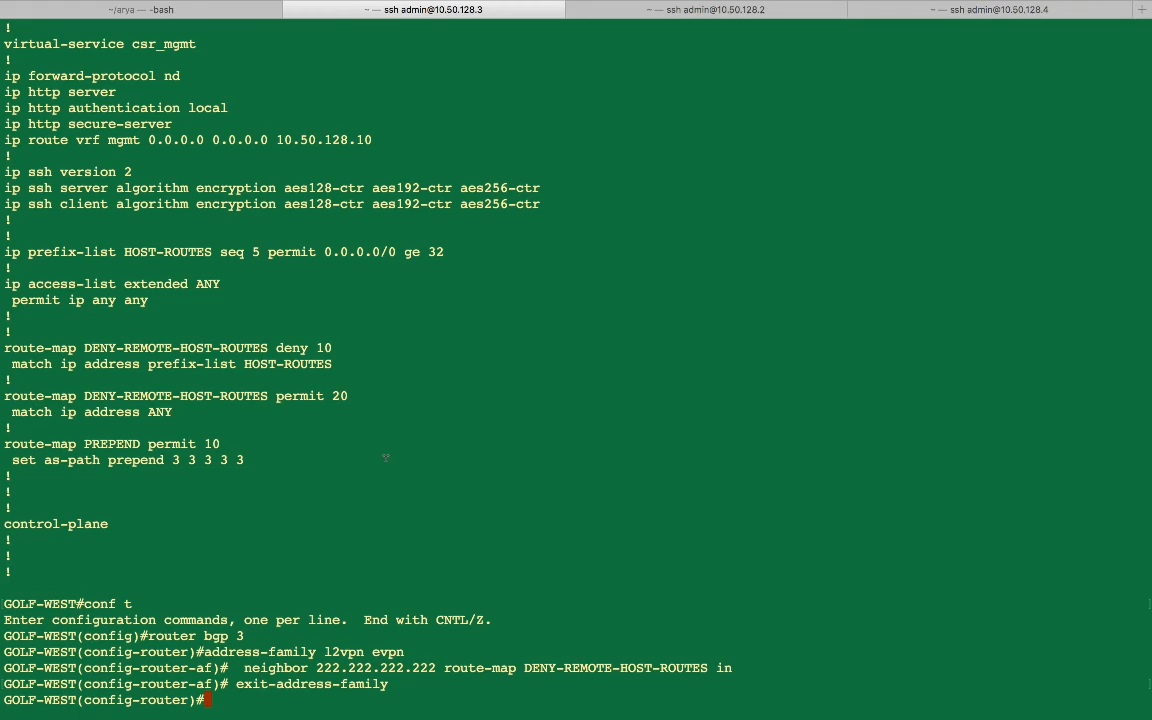 ~/arya — -bash
~ — ssh admin@10.50.128.3
~ — ssh admin@10.50.128.2
~ — ssh admin@10.50.128.4
+
!
virtual-service csr_mgmt
!
ip forward-protocol nd
ip http server
ip http authentication local
ip http secure-server
ip route vrf mgmt 0.0.0.0 0.0.0.0 10.50.128.10
!
ip ssh version 2
ip ssh server algorithm encryption aes128-ctr aes192-ctr aes256-ctr
ip ssh client algorithm encryption aes128-ctr aes192-ctr aes256-ctr
!
!
ip prefix-list HOST-ROUTES seq 5 permit 0.0.0.0/0 ge 32
!
ip access-list extended ANY
 permit ip any any
!
!
route-map DENY-REMOTE-HOST-ROUTES deny 10
 match ip address prefix-list HOST-ROUTES
!
route-map DENY-REMOTE-HOST-ROUTES permit 20
 match ip address ANY
!
route-map PREPEND permit 10
 set as-path prepend 3 3 3 3 3
!
!
!
control-plane
!
!
!
GOLF-WEST#conf t
Enter configuration commands, one per line.  End with CNTL/Z.
GOLF-WEST(config)#router bgp 3
GOLF-WEST(config-router)#address-family l2vpn evpn
GOLF-WEST(config-router-af)#  neighbor 222.222.222.222 route-map DENY-REMOTE-HOST-ROUTES in
GOLF-WEST(config-router-af)# exit-address-family
GOLF-WEST(config-router)#